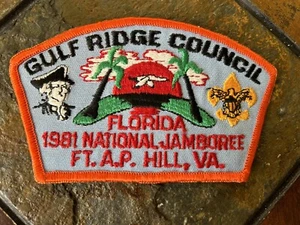 GULF RIDGE COUNCIL
FLORIDA
1981 NATIONAL JAMBOREE
FT. A.P. HILL, VA.